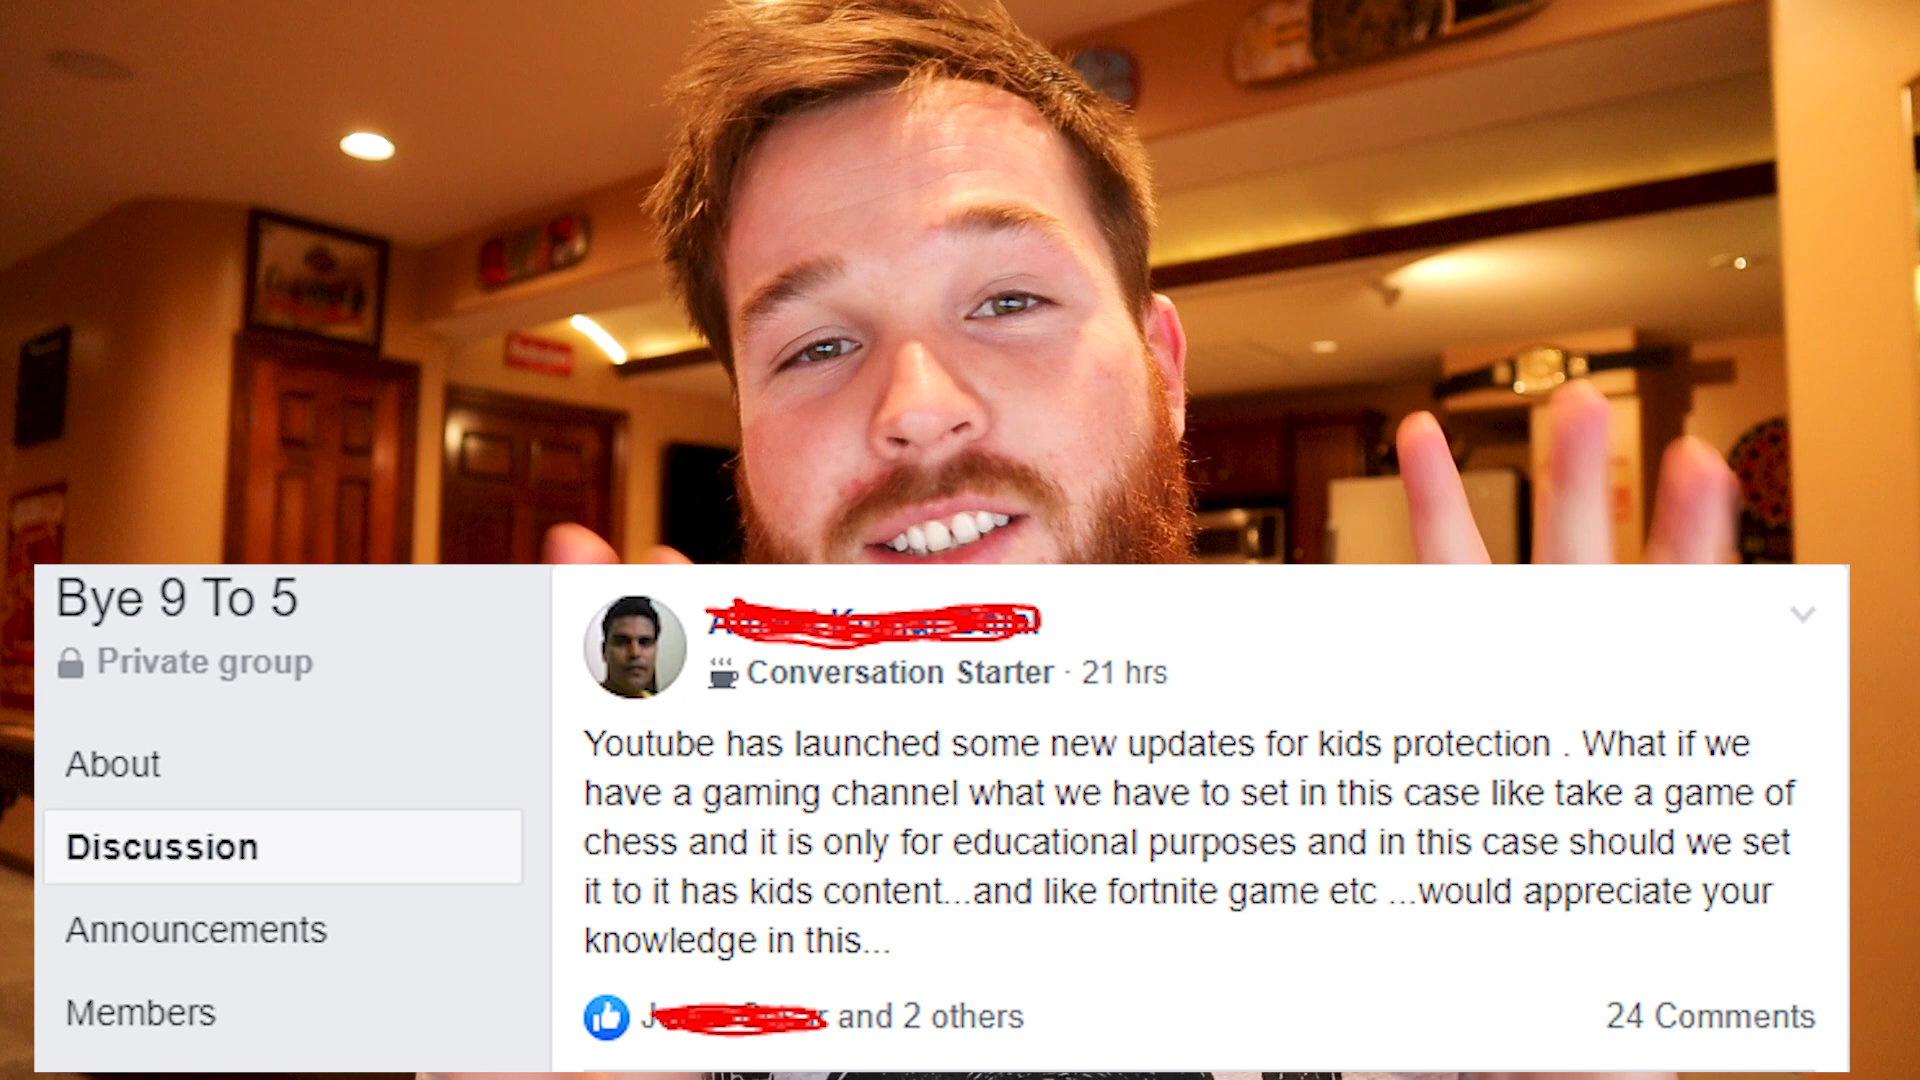 Bye 9 To 5
Private group
About
Discussion
Announcements
Members
Conversation Starter · 21 hrs
Youtube has launched some new updates for kids protection . What if we
have a gaming channel what we have to set in this case like take a game of
chess and it is only for educational purposes and in this case should we set
it to it has kids content...and like fortnite game etc ...would appreciate your
knowledge in this...
and 2 others
24 Comments